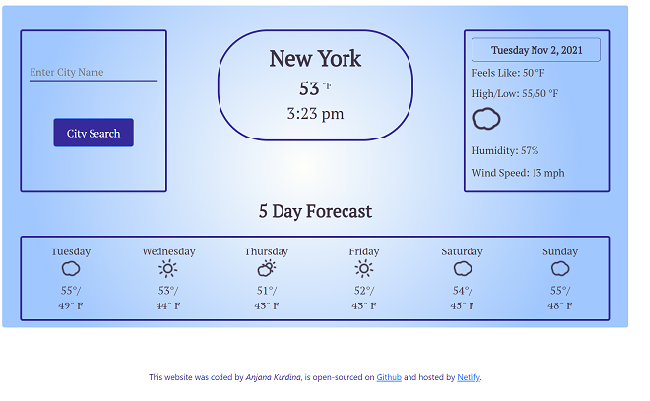 Enter City Name
City Search
New York
53 °F
3:23 pm
Tuesday Nov 2, 2021
Feels Like: 50°F
High/Low: 55/50 °F
Humidity: 57%
Wind Speed: 13 mph
5 Day Forecast
Tuesday Wednesday Thursday Friday Saturday Sunday
55°/ 53°/ 51°/ 52°/ 54°/ 55°/
49° F 44° F 43° F 43° F 45° F 48° F
This website was coded by Anjana Kurdina, is open-sourced on Github and hosted by Netify.